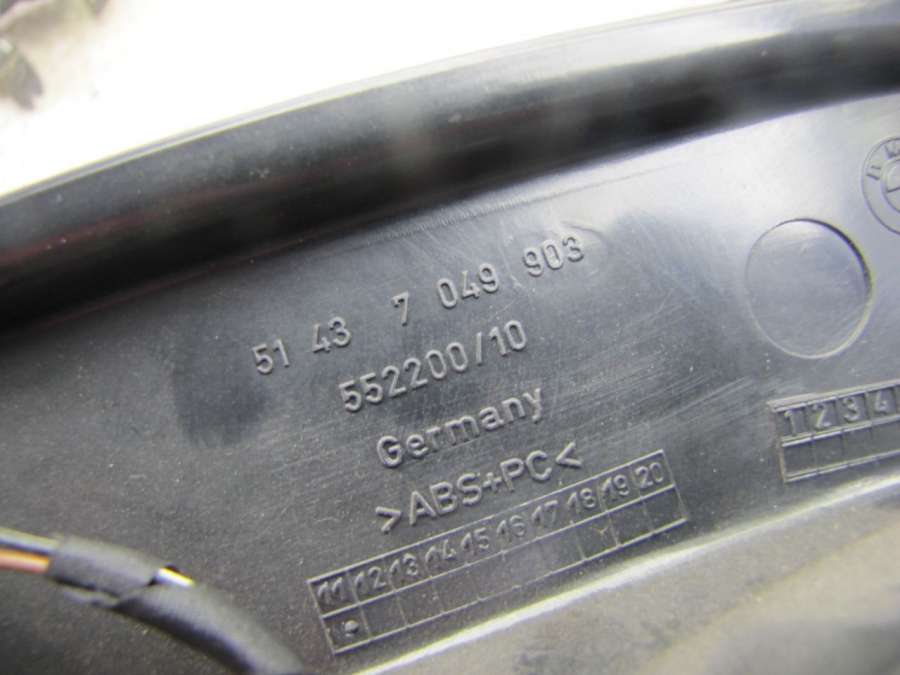 51 43 7 049 903
552200/10
Germany
>ABS+PC<
11 12 13 14 15 16 17 18 19 20
1 2 3 4